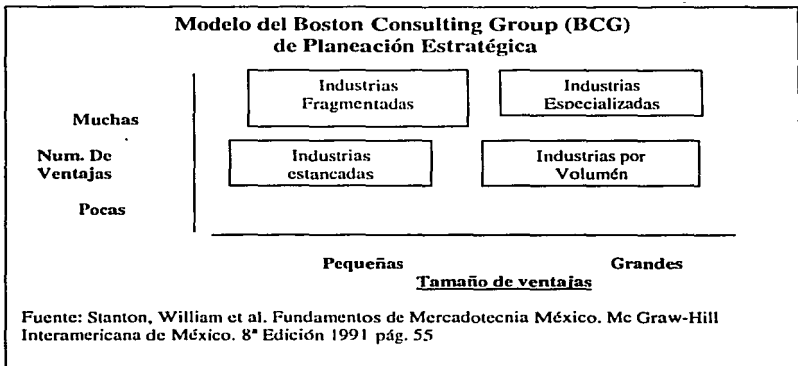 Modelo del Boston Consulting Group (BCG)
de Planeación Estratégica
Industrias
Fragmentadas
Industrias
Especializadas
Muchas
Num. De
Ventajas
Industrias
estancadas
Industrias por
Volumén
Pocas
Pequeñas
Grandes
Tamaño de ventajas
Fuente: Stanton, William et al. Fundamentos de Mercadotecnia México. Mc Graw-Hill
Interamericana de México. 8ª Edición 1991 pág. 55